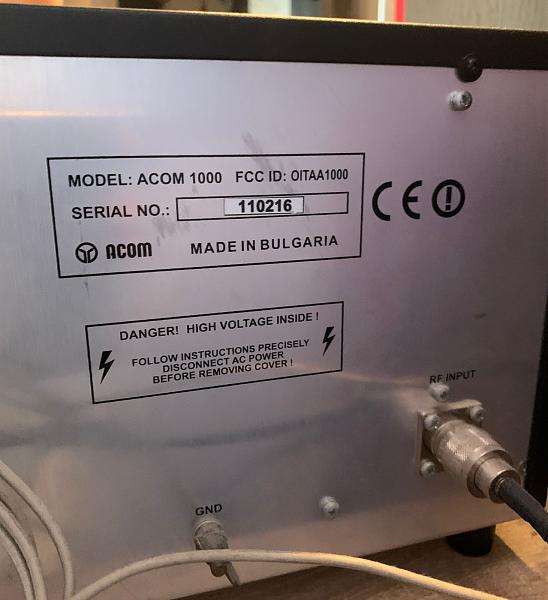 MODEL: ACOM 1000 FCC ID: OITAA1000
SERIAL NO.: 110216
ACOM MADE IN BULGARIA
CE
DANGER! HIGH VOLTAGE INSIDE !
FOLLOW INSTRUCTIONS PRECISELY
DISCONNECT AC POWER
BEFORE REMOVING COVER !
RF INPUT
GND